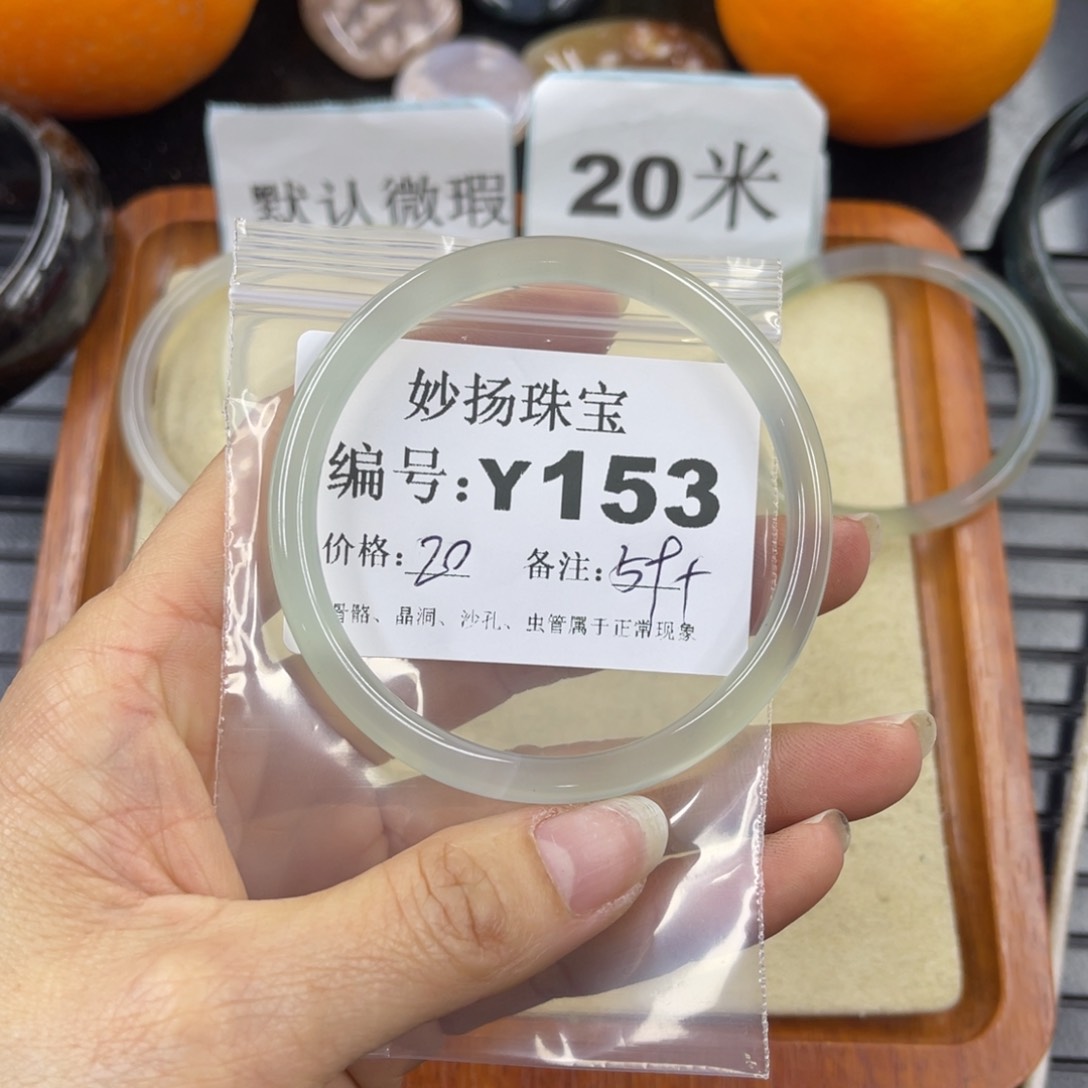 默认微瑕
20米
妙扬珠宝
编号:Y153
价格:20 备注:59++
骨骼、晶洞、沙孔、虫管属于正常现象